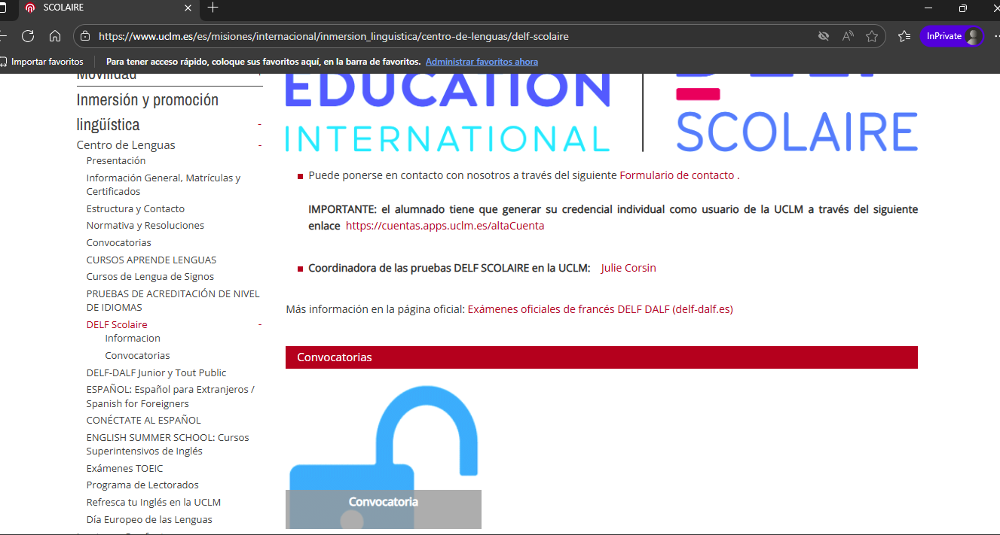 SCOLAIRE
https://www.uclm.es/es/misiones/internacional/inmersion_linguistica/centro-de-lenguas/delf-scolaire
InPrivate
Importar favoritos
Para tener acceso rápido, coloque sus favoritos aquí, en la barra de favoritos. Administrar favoritos ahora
Movilidad
Inmersión y promoción
lingüística
Centro de Lenguas
Presentación
Información General, Matrículas y
Certificados
Estructura y Contacto
Normativa y Resoluciones
Convocatorias
CURSOS APRENDE LENGUAS
Cursos de Lengua de Signos
PRUEBAS DE ACREDITACIÓN DE NIVEL
DE IDIOMAS
DELF Scolaire
Informacion
Convocatorias
DELF-DALF Junior y Tout Public
ESPAÑOL: Español para Extranjeros /
Spanish for Foreigners
CONÉCTATE AL ESPAÑOL
ENGLISH SUMMER SCHOOL: Cursos
Superintensivos de Inglés
Exámenes TOEIC
Programa de Lectorados
Refresca tu Inglés en la UCLM
Día Europeo de las Lenguas
EDUCATION
INTERNATIONAL
SCOLAIRE
Puede ponerse en contacto con nosotros a través del siguiente Formulario de contacto .
IMPORTANTE: el alumnado tiene que generar su credencial individual como usuario de la UCLM a través del siguiente
enlace https://cuentas.apps.uclm.es/altaCuenta
Coordinadora de las pruebas DELF SCOLAIRE en la UCLM: Julie Corsin
Más información en la página oficial: Exámenes oficiales de francés DELF DALF (delf-dalf.es)
Convocatorias
Convocatoria